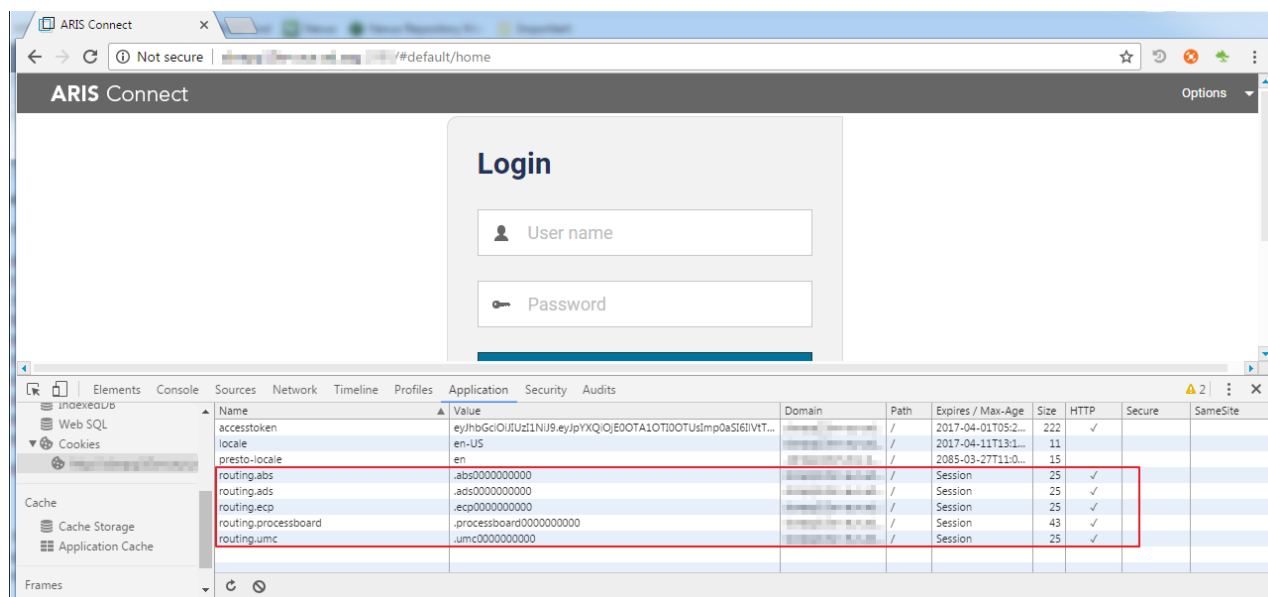 ARIS Connect
Not secure /#default/home
ARIS Connect Options
Login
User name
Password
Elements Console Sources Network Timeline Profiles Application Security Audits 2
IndexedDB
Web SQL
Cookies
Cache
Cache Storage
Application Cache
Frames
Name Value Domain Path Expires / Max-Age Size HTTP Secure SameSite
accesstoken / 2017-04-01T05:2... 222 ✓
locale en-US / 2017-04-11T13:1... 11
presto-locale en / 2085-03-27T11:0... 15
routing.abs .abs0000000000 / Session 25 ✓
routing.ads .ads0000000000 / Session 25 ✓
routing.ecp .ecp0000000000 / Session 25 ✓
routing.processboard .processboard0000000000 / Session 43 ✓
routing.umc .umc0000000000 / Session 25 ✓